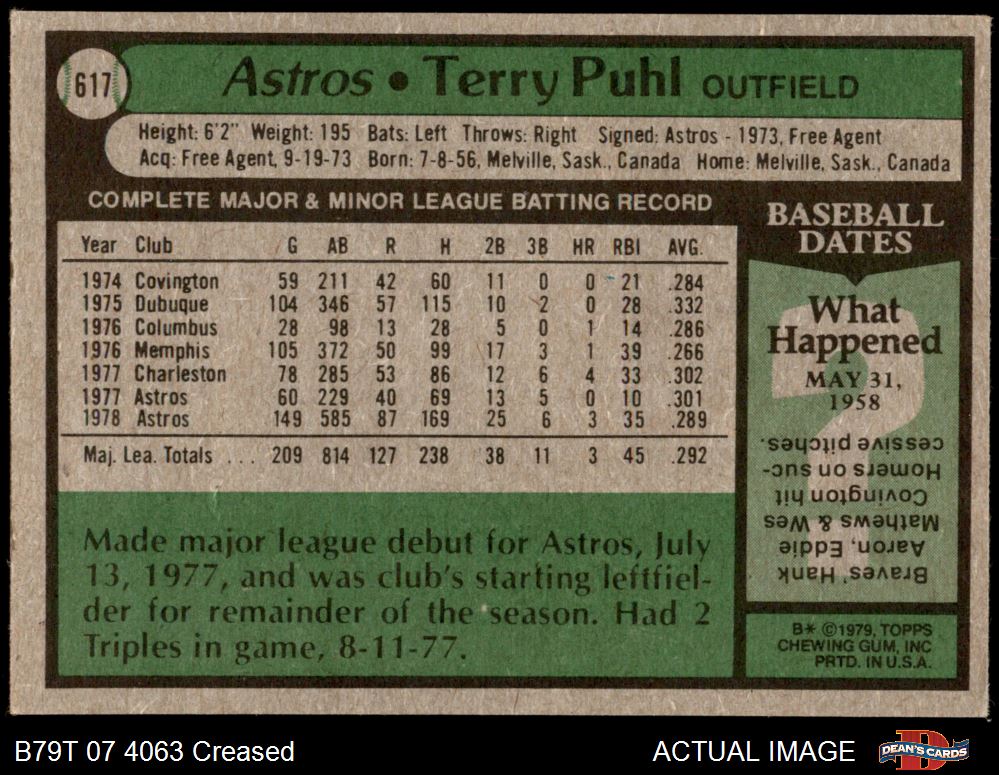 617
Astros • Terry Puhl OUTFIELD
Height: 6'2" Weight: 195 Bats: Left Throws: Right Signed: Astros - 1973, Free Agent
Acq: Free Agent, 9-19-73 Born: 7-8-56, Melville, Sask., Canada Home: Melville, Sask., Canada
COMPLETE MAJOR & MINOR LEAGUE BATTING RECORD
Year Club G AB R H 2B 3B HR RBI AVG.
1974 Covington 59 211 42 60 11 0 0 21 .284
1975 Dubuque 104 346 57 115 10 2 0 28 .332
1976 Columbus 28 98 13 28 5 0 1 14 .286
1976 Memphis 105 372 50 99 17 3 1 39 .266
1977 Charleston 78 285 53 86 12 6 4 33 .302
1977 Astros 60 229 40 69 13 5 0 10 .301
1978 Astros 149 585 87 169 25 6 3 35 .289
Maj. Lea. Totals ... 209 814 127 238 38 11 3 45 .292
Made major league debut for Astros, July
13, 1977, and was club's starting leftfiel-
der for remainder of the season. Had 2
Triples in game, 8-11-77.
BASEBALL
DATES
What
Happened
MAY 31,
1958
Braves' Hank
Aaron, Eddie
Mathews & Wes
Covington hit
Homers on suc-
cessive pitches.
B* ©1979, TOPPS
CHEWING GUM, INC
PRTD. IN U.S.A.
B79T 07 4063 Creased
ACTUAL IMAGE
DEAN'S CARDS